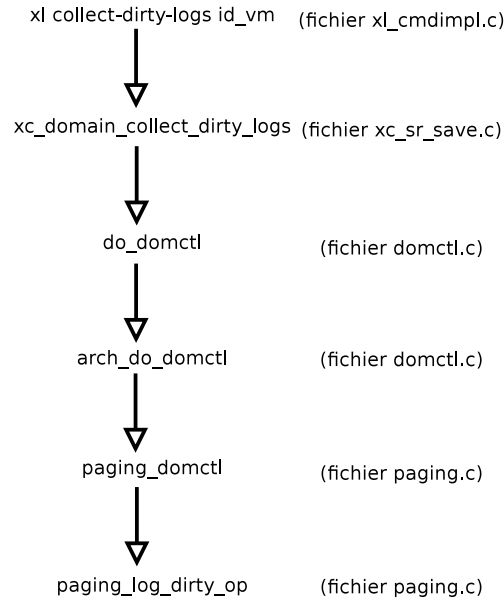 xl collect-dirty-logs id_vm (fichier xl_cmdimpl.c)
xc_domain_collect_dirty_logs (fichier xc_sr_save.c)
do_domctl (fichier domctl.c)
arch_do_domctl (fichier domctl.c)
paging_domctl (fichier paging.c)
paging_log_dirty_op (fichier paging.c)